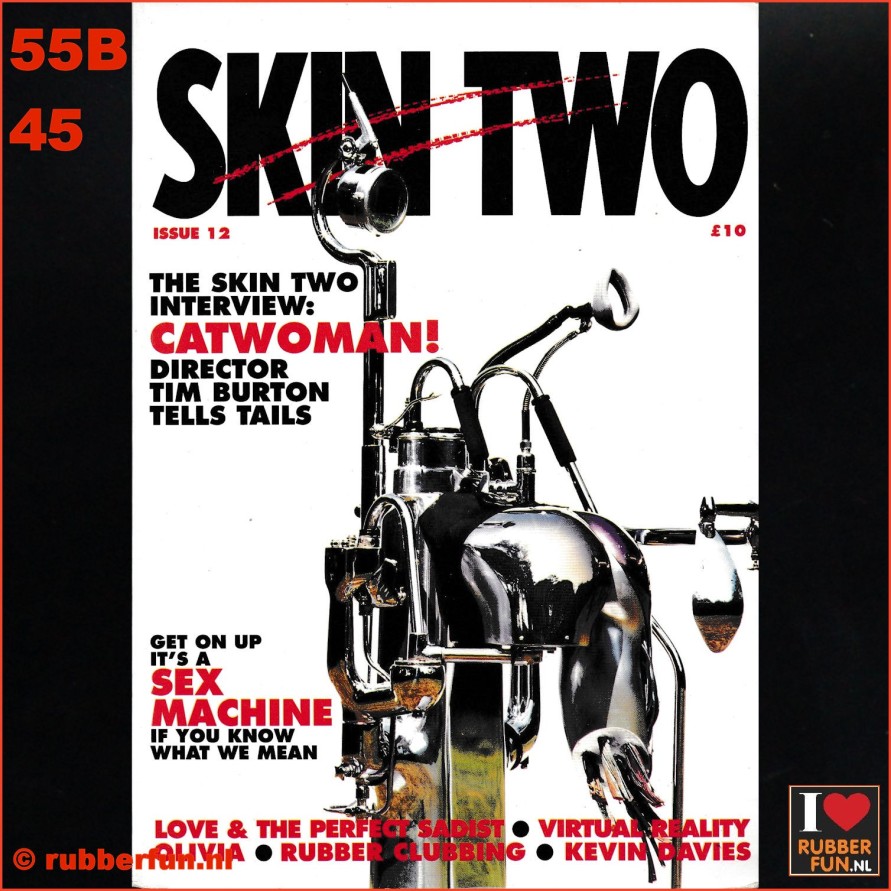 55B
45
SKIN TWO
ISSUE 12
£10
THE SKIN TWO
INTERVIEW:
CATWOMAN!
DIRECTOR
TIM BURTON
TELLS TAILS
GET ON UP
IT'S A
SEX
MACHINE
IF YOU KNOW
WHAT WE MEAN
LOVE & THE PERFECT SADIST ● VIRTUAL REALITY
OLIVIA ● RUBBER CLUBBING ● KEVIN DAVIES
© rubberfun.nl
I ❤
RUBBER
FUN.NL